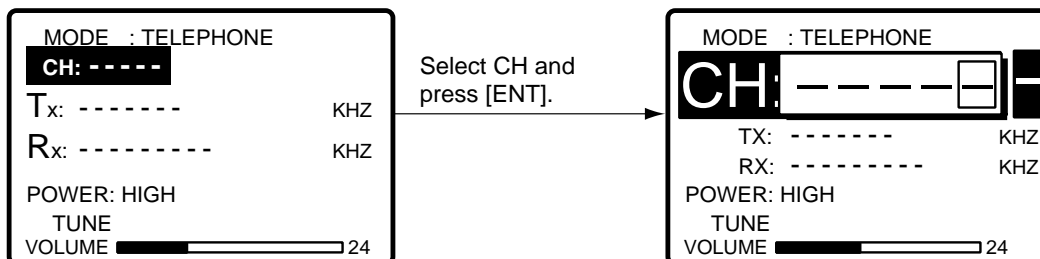 MODE : TELEPHONE
CH: - - - - -
Tx: - - - - - - - KHZ
Rx: - - - - - - - - - KHZ
POWER: HIGH
TUNE
VOLUME 24
Select CH and
press [ENT].
MODE : TELEPHONE
CH: – – – – –
TX: - - - - - - - KHZ
RX: - - - - - - - - - KHZ
POWER: HIGH
TUNE
VOLUME 24